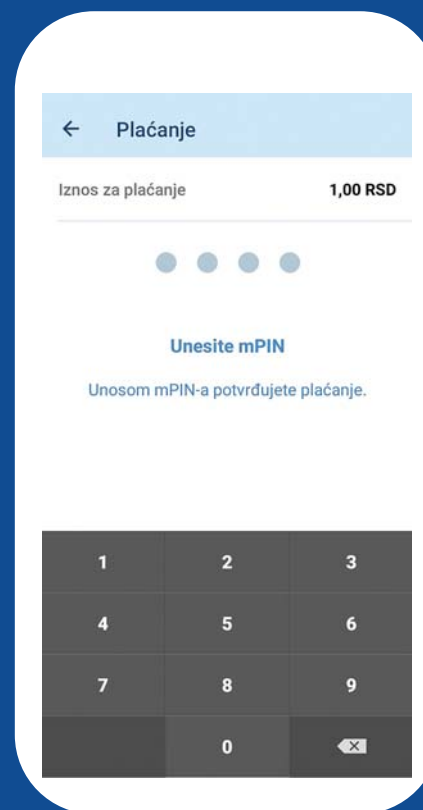 Plaćanje
Iznos za plaćanje 1,00 RSD
Unesite mPIN
Unosom mPIN-a potvrđujete plaćanje.
1 2 3
4 5 6
7 8 9
0